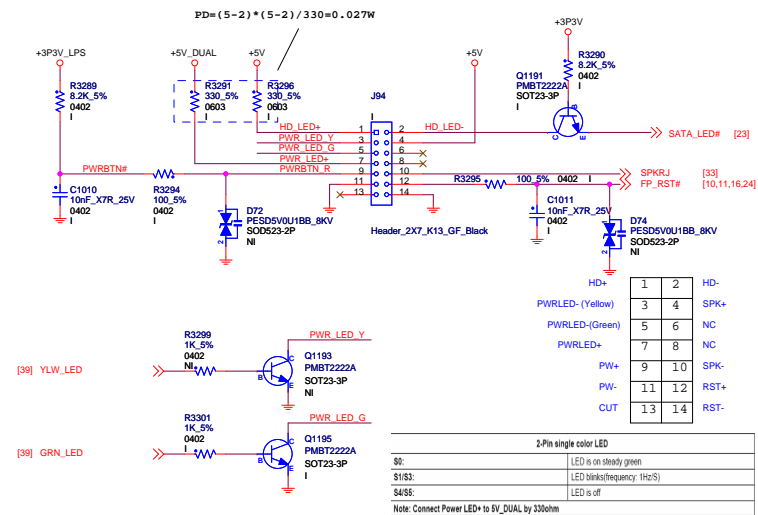 PD=(5-2)*(5-2)/330=0.027W
+3P3V_LPS
+5V_DUAL
+5V
+5V
+3P3V
R3289
8.2K_5%
0402
I
R3291
330_5%
0603
I
R3296
330_5%
0603
I
J94
I
Q1191
PMBT2222A
SOT23-3P
I
R3290
8.2K_5%
0402
I
B
C
E
HD_LED+
1
2
HD_LED-
SATA_LED# [23]
PWR_LED_Y
3
4
PWR_LED_G
5
6
PWR_LED+
7
8
PWRBTN#
PWRBTN_R
9
10
SPKRJ [33]
11
12
R3295
100_5% 0402 I
FP_RST# [10,11,16,24]
13
14
C1010
10nF_X7R_25V
0402
I
R3294
100_5%
0402
I
1
2
D72
PESD5V0U1BB_8KV
SOD523-2P
NI
Header_2X7_K13_GF_Black
C1011
10nF_X7R_25V
0402
I
1
2
D74
PESD5V0U1BB_8KV
SOD523-2P
NI
HD+ 1 2 HD-
PWRLED- (Yellow) 3 4 SPK+
PWRLED-(Green) 5 6 NC
PWRLED+ 7 8 NC
PW+ 9 10 SPK-
PW- 11 12 RST+
CUT 13 14 RST-
[39] YLW_LED
R3299
1K_5%
0402
NI
PWR_LED_Y
B
C
E
Q1193
PMBT2222A
SOT23-3P
NI
[39] GRN_LED
R3301
1K_5%
0402
I
PWR_LED_G
B
C
E
Q1195
PMBT2222A
SOT23-3P
I
2-Pin single color LED
S0: LED is on steady green
S1/S3: LED blinks(frequency: 1Hz/S)
S4/S5: LED is off
Note: Connect Power LED+ to 5V_DUAL by 330ohm